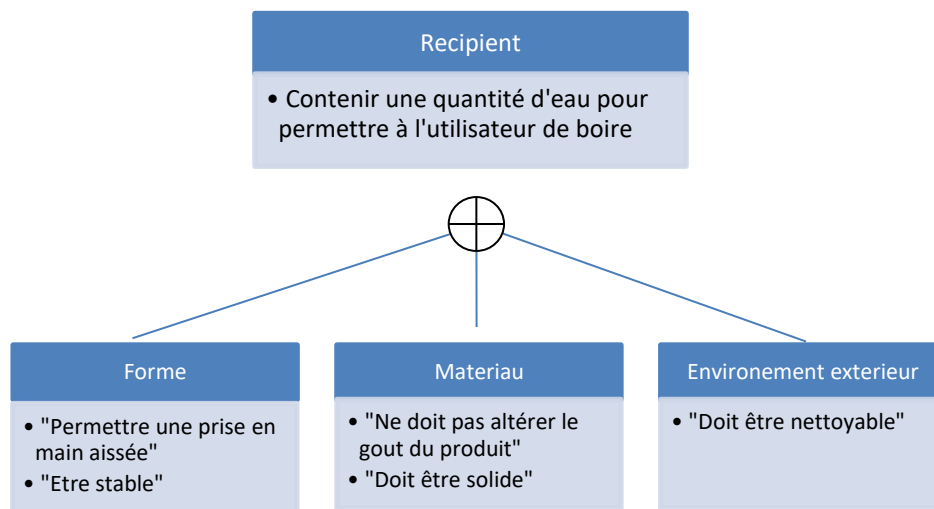 Recipient
• Contenir une quantité d'eau pour
permettre à l'utilisateur de boire
Forme
• "Permettre une prise en
main aissée"
• "Etre stable"
Materiau
• "Ne doit pas altérer le
gout du produit"
• "Doit être solide"
Environement exterieur
• "Doit être nettoyable"